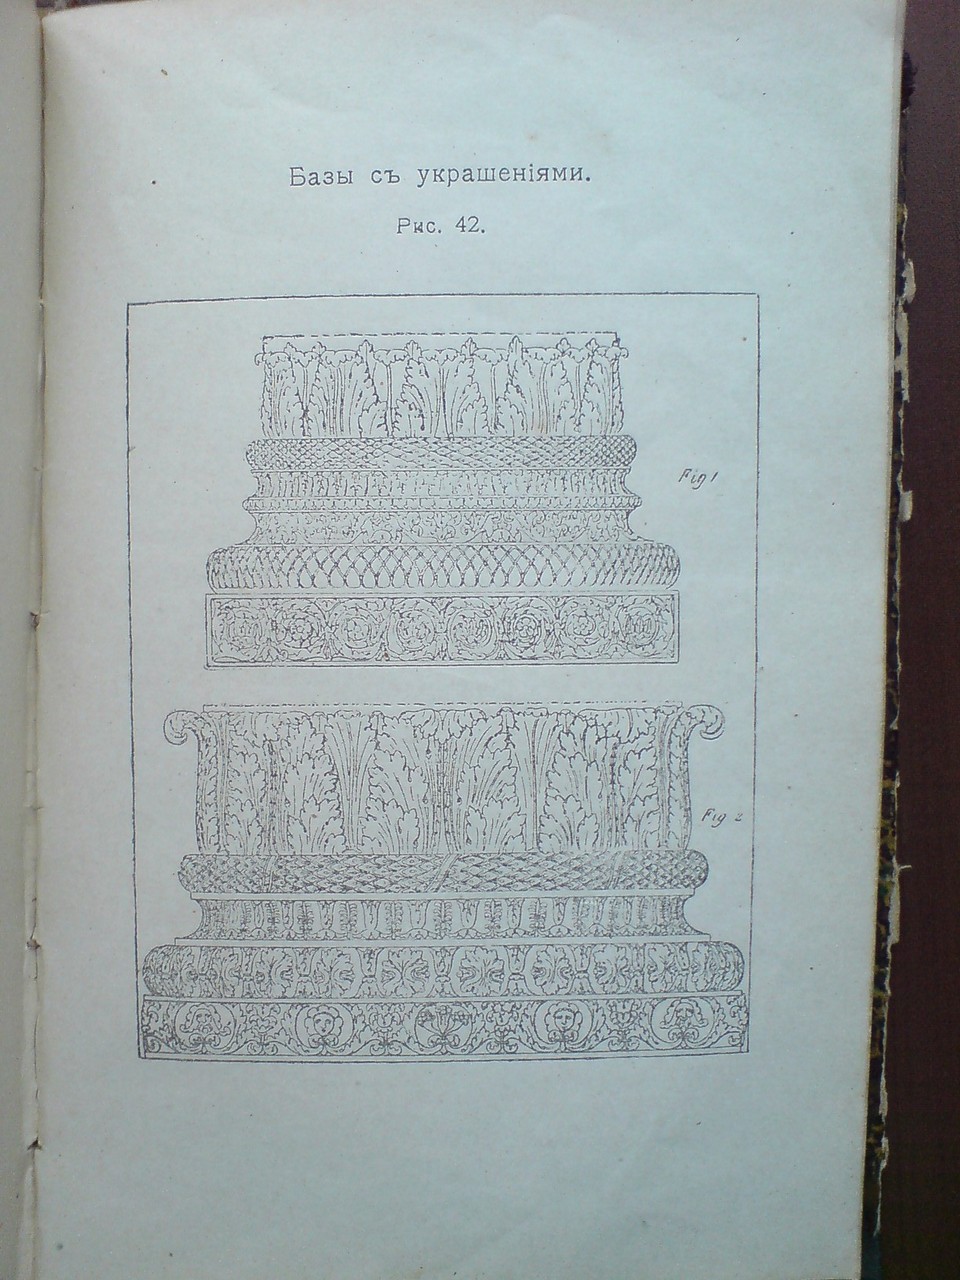 Базы съ украшеніями.
Рис. 42.
Fig 1
Fig 2